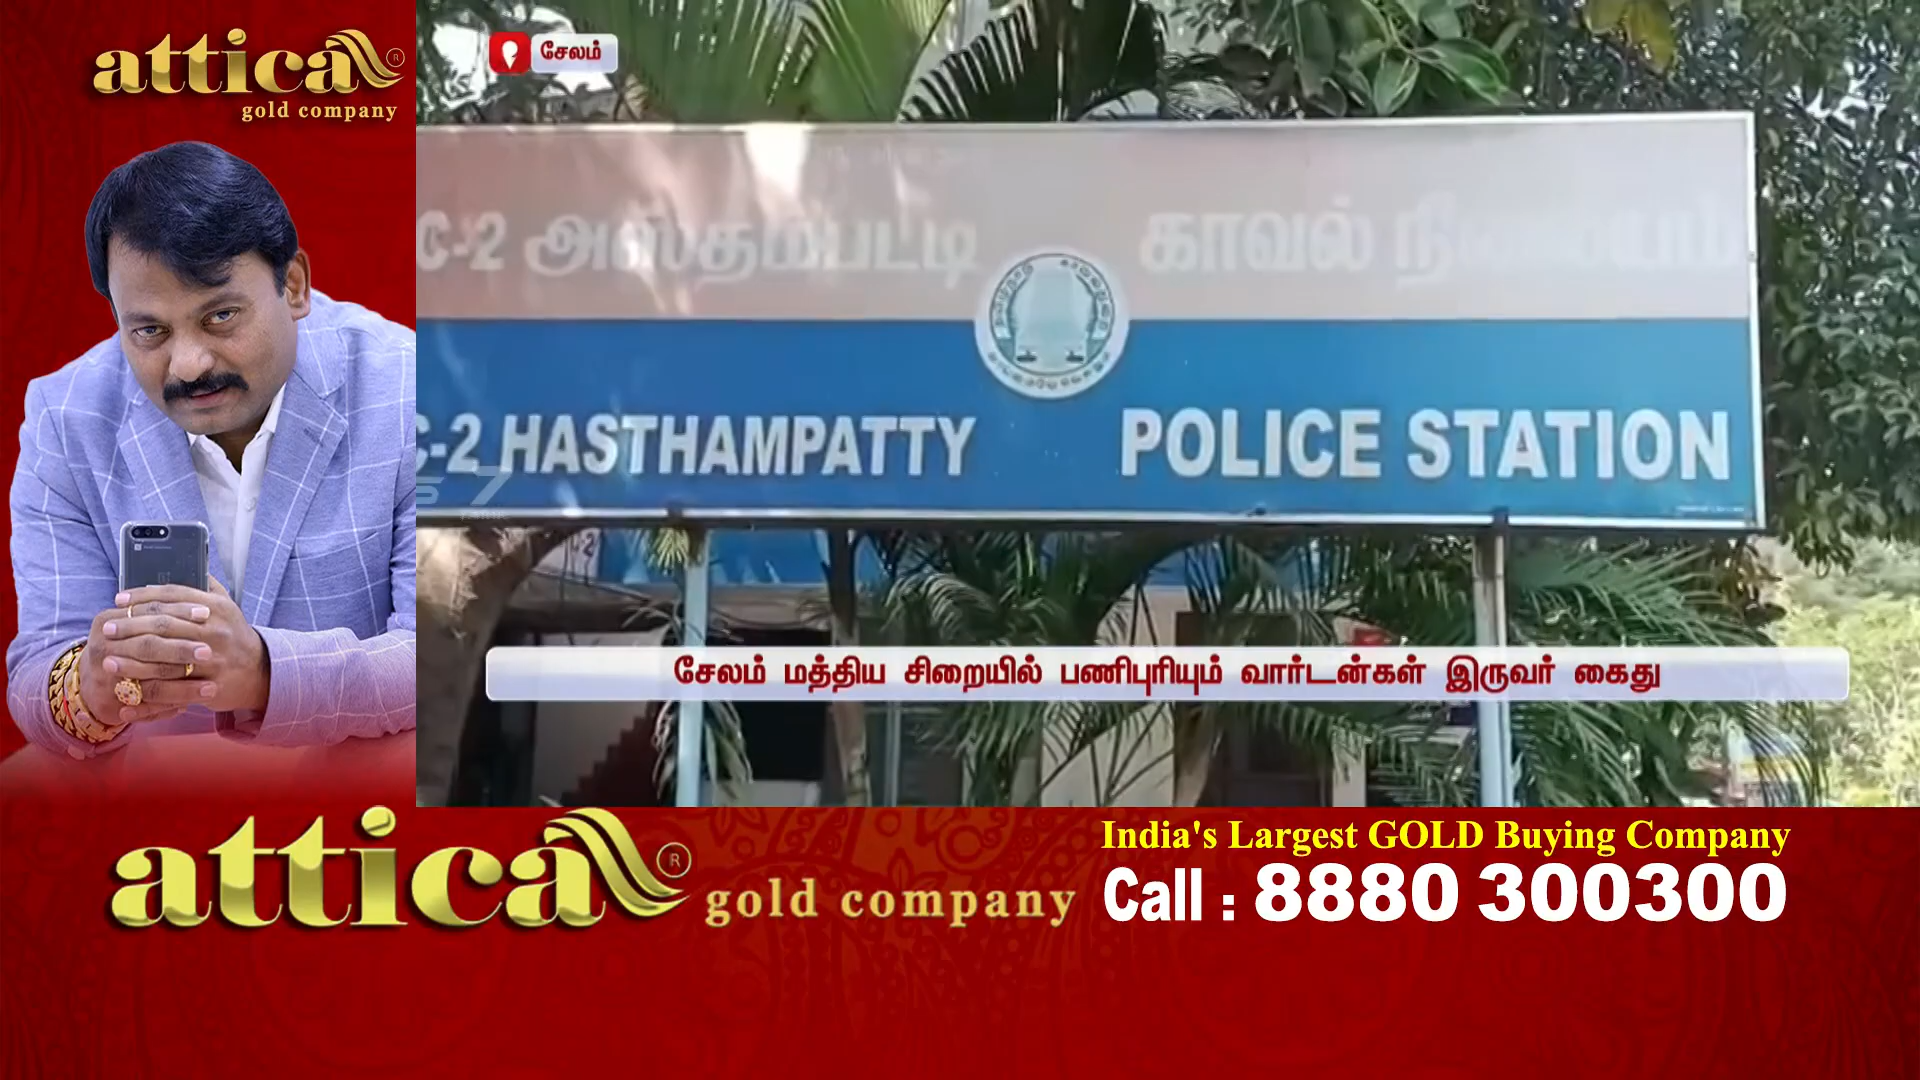 attica®
gold company
சேலம்
C-2 அஸ்தம்பட்டி காவல் நிலையம்
C-2 HASTHAMPATTY POLICE STATION
சேலம் மத்திய சிறையில் பணிபுரியும் வார்டன்கள் இருவர் கைது
attica®
gold company
India's Largest GOLD Buying Company
Call : 8880 300300